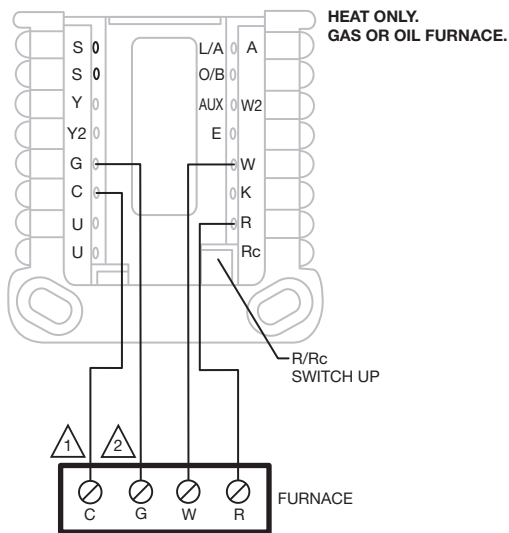 HEAT ONLY.
GAS OR OIL FURNACE.
S L/A A
S O/B
Y AUX W2
Y2 E
G W
C K
U R
U Rc
R/Rc
SWITCH UP
1 2
C G W R
FURNACE